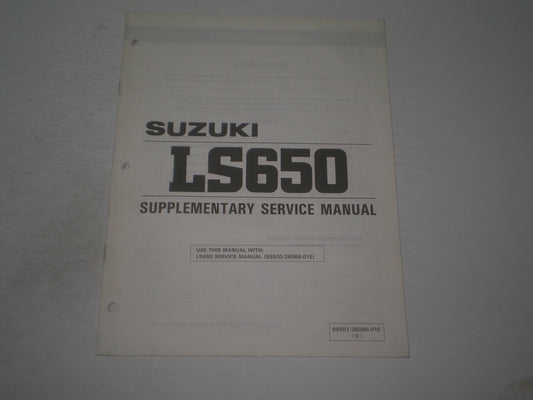 SUZUKI
LS650
SUPPLEMENTARY SERVICE MANUAL
USE THIS MANUAL WITH:
LS650 SERVICE MANUAL (99500-36068-01E)
99501-36080-01E
(K)